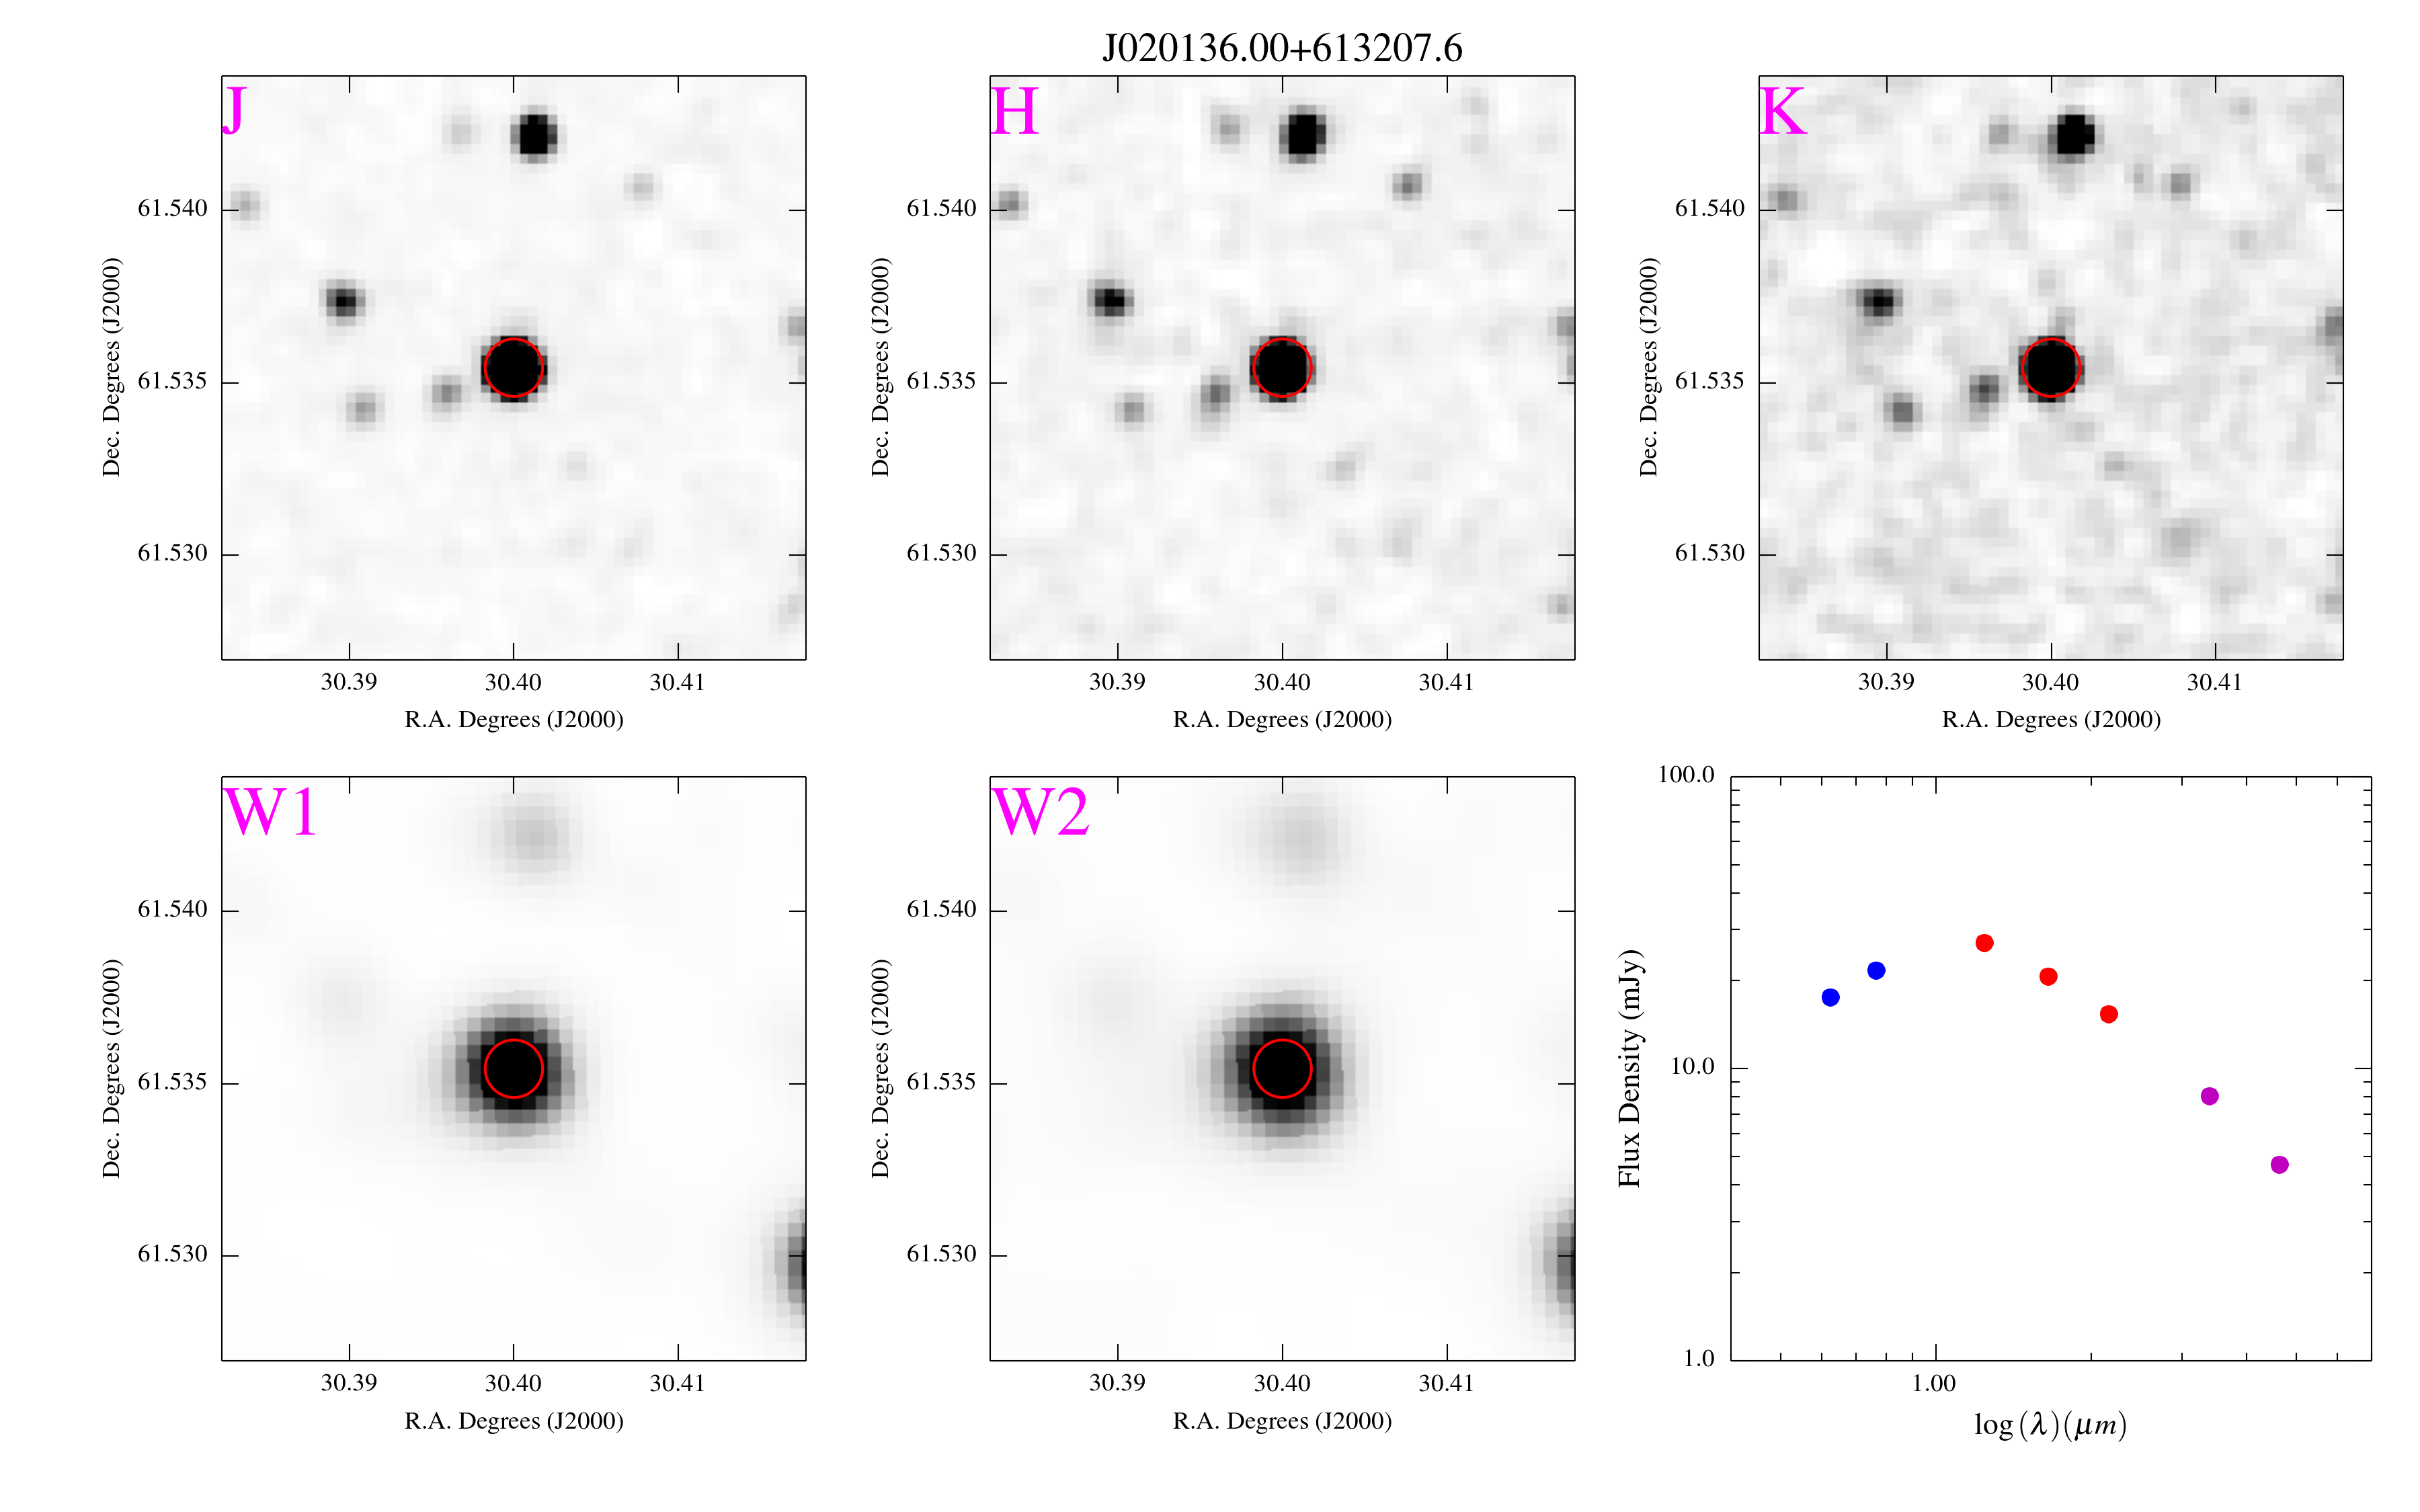 J020136.00+613207.6
J
61.540
61.535
61.530
Dec. Degrees (J2000)
30.39 30.40 30.41
R.A. Degrees (J2000)
H
61.540
61.535
61.530
Dec. Degrees (J2000)
30.39 30.40 30.41
R.A. Degrees (J2000)
K
61.540
61.535
61.530
Dec. Degrees (J2000)
30.39 30.40 30.41
R.A. Degrees (J2000)
W1
61.540
61.535
61.530
Dec. Degrees (J2000)
30.39 30.40 30.41
R.A. Degrees (J2000)
W2
61.540
61.535
61.530
Dec. Degrees (J2000)
30.39 30.40 30.41
R.A. Degrees (J2000)
100.0
10.0
1.0
Flux Density (mJy)
1.00
log(λ)(μm)